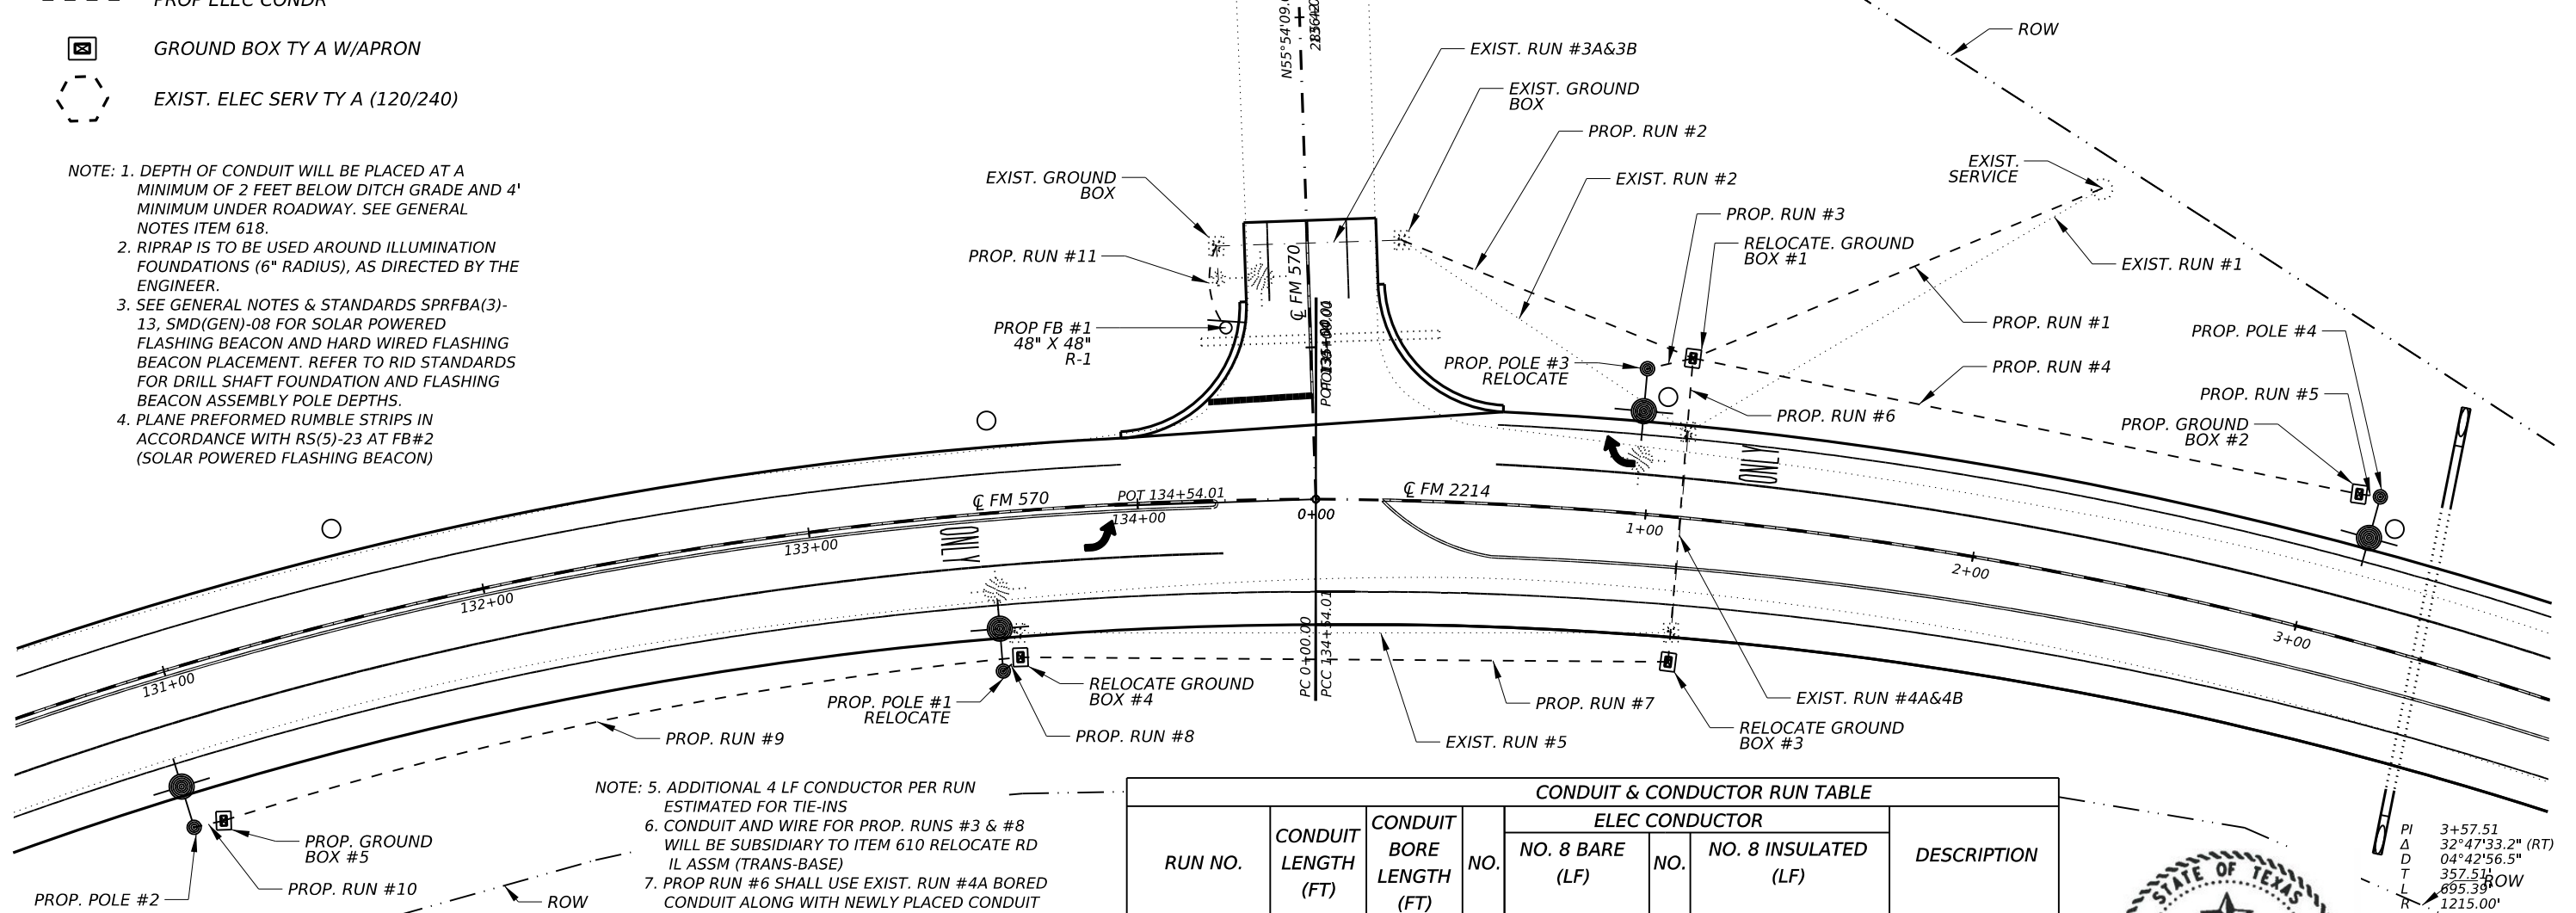 PROP ELEC CONDR
GROUND BOX TY A W/APRON
EXIST. ELEC SERV TY A (120/240)
NOTE: 1. DEPTH OF CONDUIT WILL BE PLACED AT A
MINIMUM OF 2 FEET BELOW DITCH GRADE AND 4'
MINIMUM UNDER ROADWAY. SEE GENERAL
NOTES ITEM 618.
2. RIPRAP IS TO BE USED AROUND ILLUMINATION
FOUNDATIONS (6" RADIUS), AS DIRECTED BY THE
ENGINEER.
3. SEE GENERAL NOTES & STANDARDS SPRFBA(3)-
13, SMD(GEN)-08 FOR SOLAR POWERED
FLASHING BEACON AND HARD WIRED FLASHING
BEACON PLACEMENT. REFER TO RID STANDARDS
FOR DRILL SHAFT FOUNDATION AND FLASHING
BEACON ASSEMBLY POLE DEPTHS.
4. PLANE PREFORMED RUMBLE STRIPS IN
ACCORDANCE WITH RS(5)-23 AT FB#2
(SOLAR POWERED FLASHING BEACON)
N55°54'09.
EXIST. RUN #3A&3B
EXIST. GROUND
BOX
PROP. RUN #2
EXIST. RUN #2
PROP. RUN #3
RELOCATE. GROUND
BOX #1
ROW
EXIST.
SERVICE
EXIST. RUN #1
PROP. RUN #1
PROP. RUN #4
PROP. POLE #4
PROP. RUN #5
PROP. GROUND
BOX #2
PROP. RUN #6
EXIST. GROUND
BOX
PROP. RUN #11
PROP FB #1
48" X 48"
R-1
℄ FM 570
PROP. POLE #3
RELOCATE
ONLY
℄ FM 570
POT 134+54.01
℄ FM 2214
131+00
132+00
133+00
134+00
0+00
1+00
2+00
3+00
ONLY
PC 0+00.00
PCC 134+54.01
PROP. POLE #1
RELOCATE
RELOCATE GROUND
BOX #4
PROP. RUN #8
PROP. RUN #9
EXIST. RUN #5
PROP. RUN #7
EXIST. RUN #4A&4B
RELOCATE GROUND
BOX #3
PROP. GROUND
BOX #5
PROP. RUN #10
PROP. POLE #2
ROW
NOTE: 5. ADDITIONAL 4 LF CONDUCTOR PER RUN
ESTIMATED FOR TIE-INS
6. CONDUIT AND WIRE FOR PROP. RUNS #3 & #8
WILL BE SUBSIDIARY TO ITEM 610 RELOCATE RD
IL ASSM (TRANS-BASE)
7. PROP RUN #6 SHALL USE EXIST. RUN #4A BORED
CONDUIT ALONG WITH NEWLY PLACED CONDUIT
CONDUIT & CONDUCTOR RUN TABLE
RUN NO.
CONDUIT
LENGTH
(FT)
CONDUIT
BORE
LENGTH
(FT)
ELEC CONDUCTOR
NO.
NO. 8 BARE
(LF)
NO.
NO. 8 INSULATED
(LF)
DESCRIPTION
STATE OF TEXAS
PI 3+57.51
Δ 32°47'33.2" (RT)
D 04°42'56.5"
T 357.51'
L 695.39'
R 1215.00'
ROW